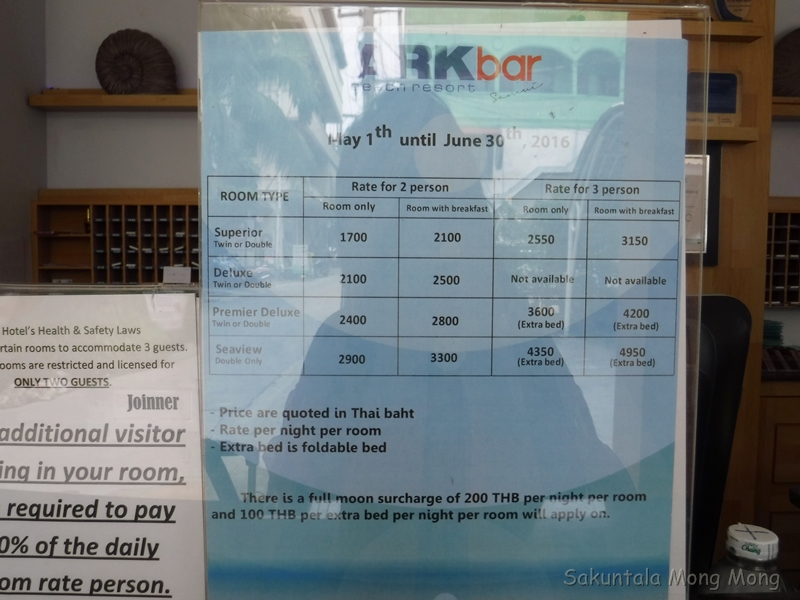 ARKbar
Beach resort
Samui
May 1th until June 30th, 2016
ROOM TYPE Rate for 2 person Rate for 3 person
Room only Room with breakfast Room only Room with breakfast
Superior 1700 2100 2550 3150
Twin or Double
Deluxe 2100 2500 Not available Not available
Twin or Double
Premier Deluxe 2400 2800 3600 4200
Twin or Double (Extra bed) (Extra bed)
Seaview 2900 3300 4350 4950
Double Only (Extra bed) (Extra bed)
- Price are quoted in Thai baht
- Rate per night per room
- Extra bed is foldable bed
There is a full moon surcharge of 200 THB per night per room
and 100 THB per extra bed per night per room will apply on.
Hotel's Health & Safety Laws
rtain rooms to accommodate 3 guests.
ooms are restricted and licensed for
ONLY TWO GUESTS.
Joinner
additional visitor
ing in your room,
required to pay
0% of the daily
om rate person.
Sakuntala Mong Mong